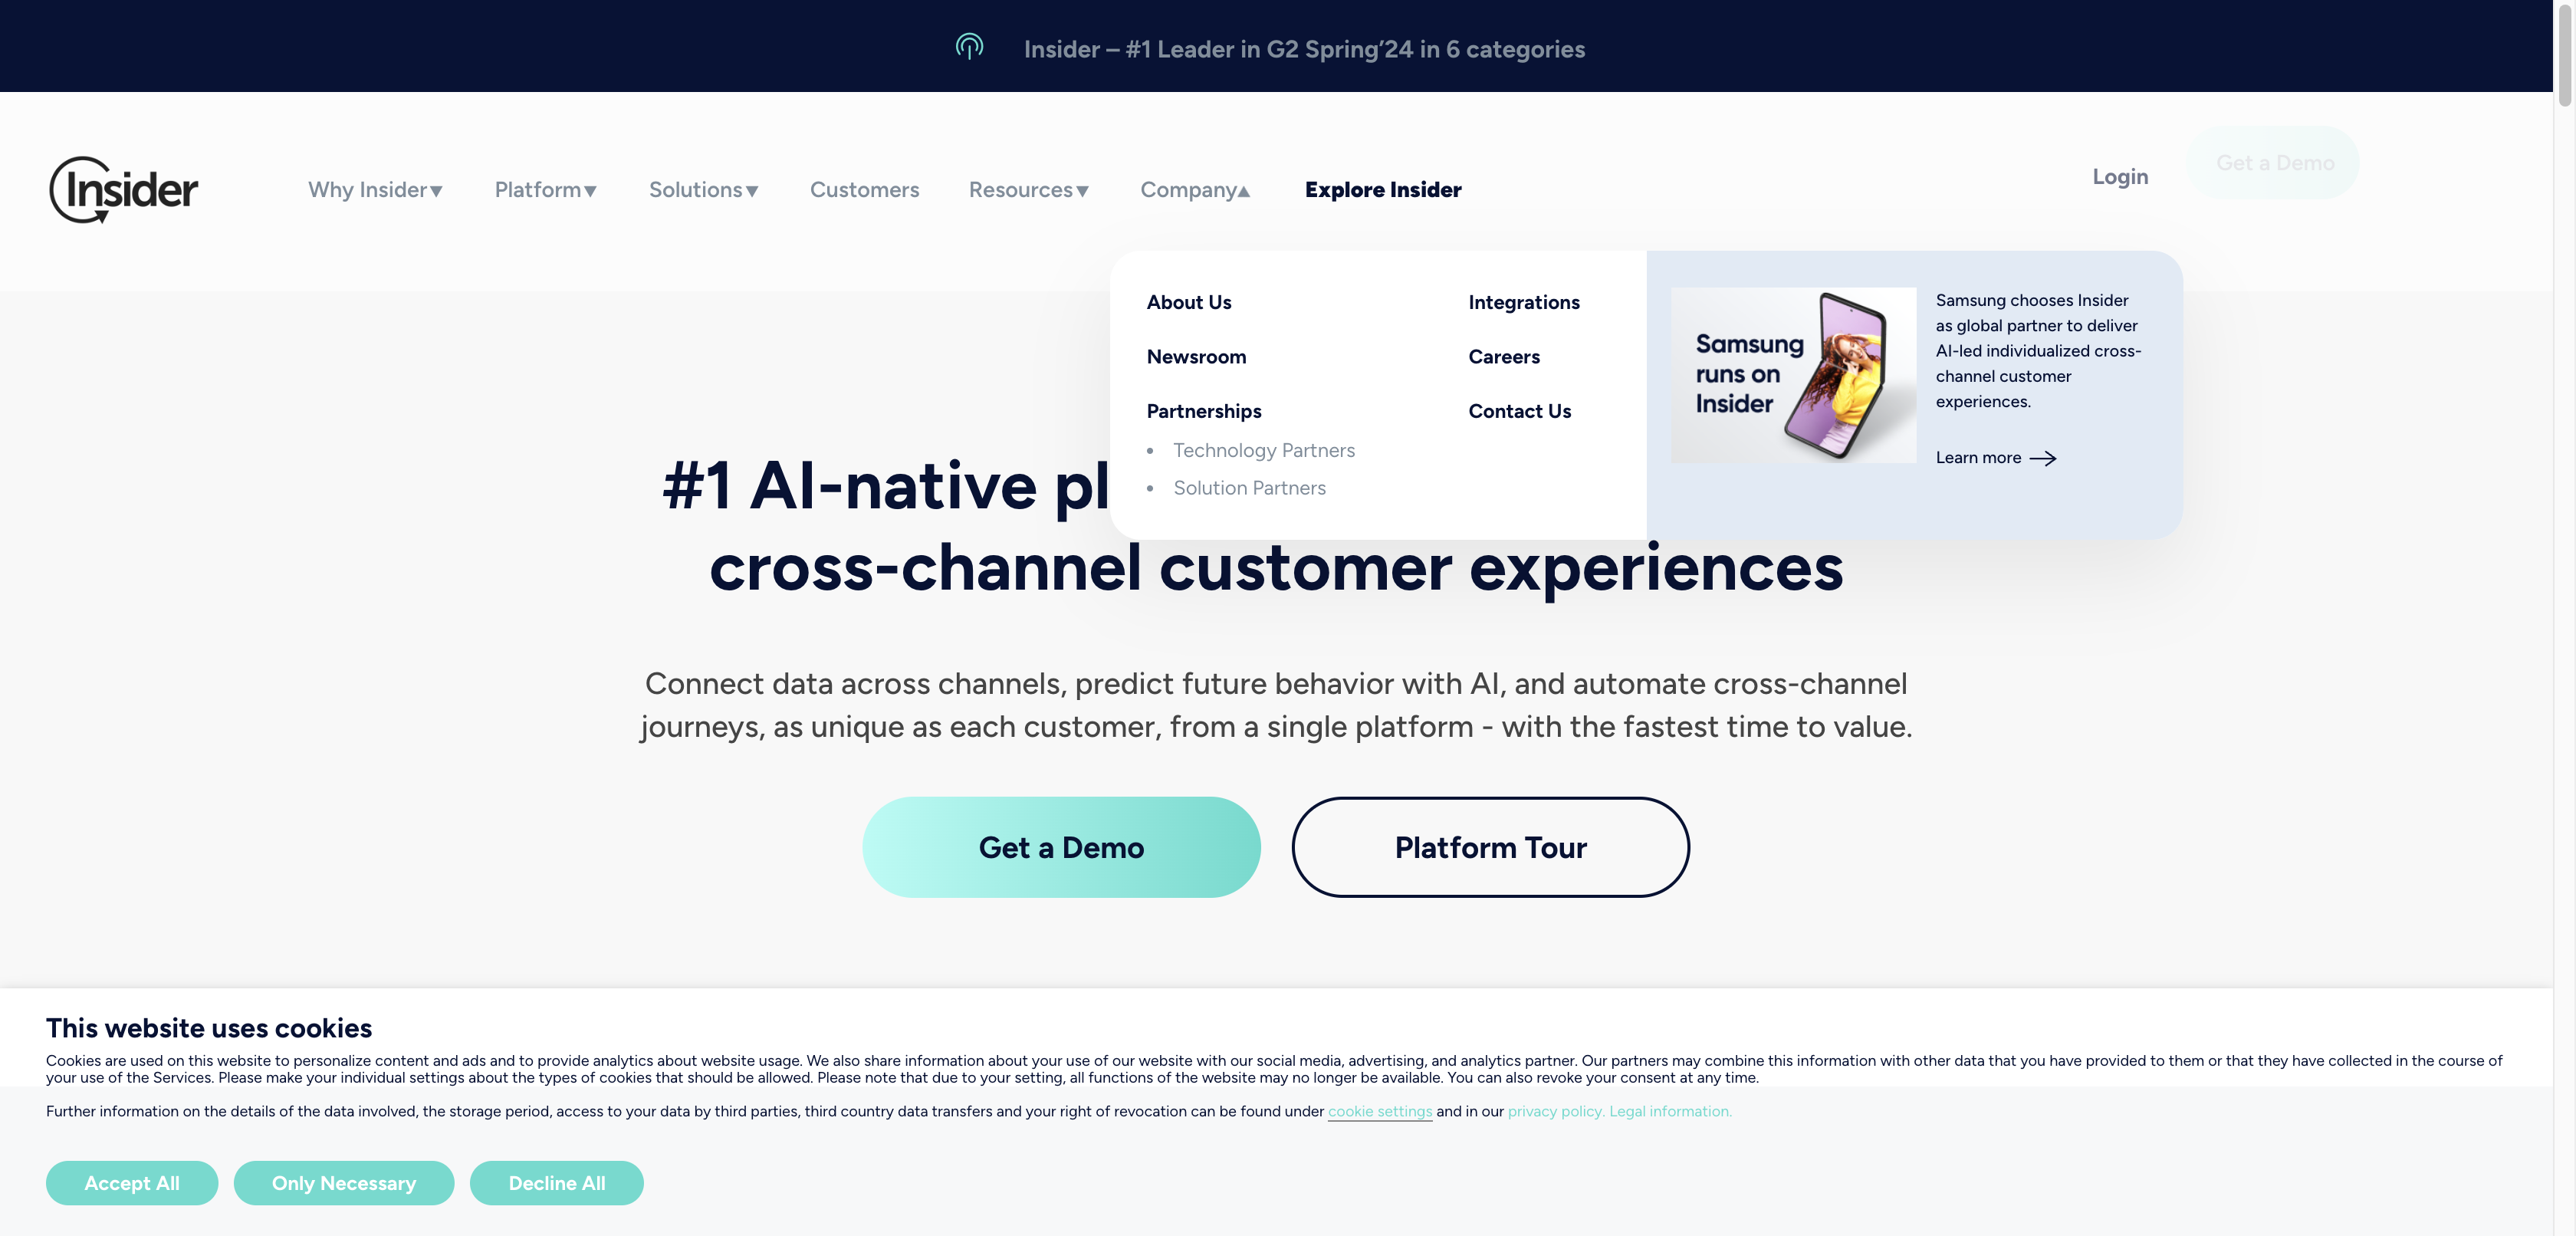 Insider – #1 Leader in G2 Spring’24 in 6 categories
Insider
Why Insider
Platform
Solutions
Customers
Resources
Company
Explore Insider
Login
Get a Demo
About Us
Newsroom
Partnerships
• Technology Partners
• Solution Partners
Integrations
Careers
Contact Us
Samsung
runs on
Insider
Samsung chooses Insider
as global partner to deliver
AI-led individualized cross-
channel customer
experiences.
Learn more
#1 AI-native
cross-channel customer experiences
Connect data across channels, predict future behavior with AI, and automate cross-channel
journeys, as unique as each customer, from a single platform - with the fastest time to value.
Get a Demo
Platform Tour
This website uses cookies
Cookies are used on this website to personalize content and ads and to provide analytics about website usage. We also share information about your use of our website with our social media, advertising, and analytics partner. Our partners may combine this information with other data that you have provided to them or that they have collected in the course of
your use of the Services. Please make your individual settings about the types of cookies that should be allowed. Please note that due to your setting, all functions of the website may no longer be available. You can also revoke your consent at any time.
Further information on the details of the data involved, the storage period, access to your data by third parties, third country data transfers and your right of revocation can be found under cookie settings and in our privacy policy. Legal information.
Accept All
Only Necessary
Decline All